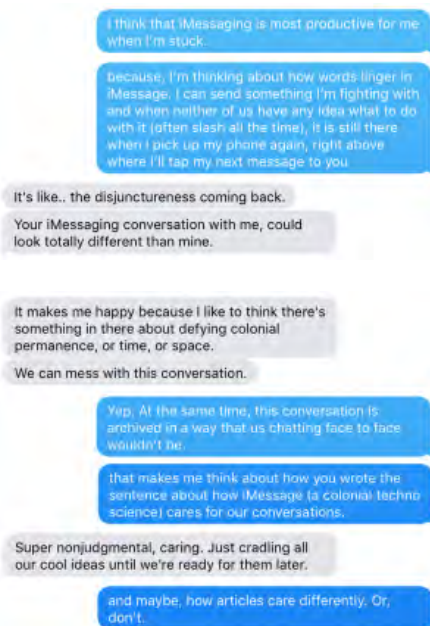 I think that iMessaging is most productive for me
when I'm stuck.
because, I'm thinking about how words linger in
iMessage. I can send something I'm fighting with
and when neither of us have any idea what to do
with it (often slash all the time), it is still there
when I pick up my phone again, right above
where I'll tap my next message to you
It's like.. the disjunctureness coming back.
Your iMessaging conversation with me, could
look totally different than mine.
It makes me happy because I like to think there's
something in there about defying colonial
permanence, or time, or space.
We can mess with this conversation.
Yep. At the same time, this conversation is
archived in a way that us chatting face to face
wouldn't be.
that makes me think about how you wrote the
sentence about how iMessage (a colonial techno
science) cares for our conversations.
Super nonjudgmental, caring. Just cradling all
our cool ideas until we're ready for them later.
and maybe, how articles care differently. Or,
don't.